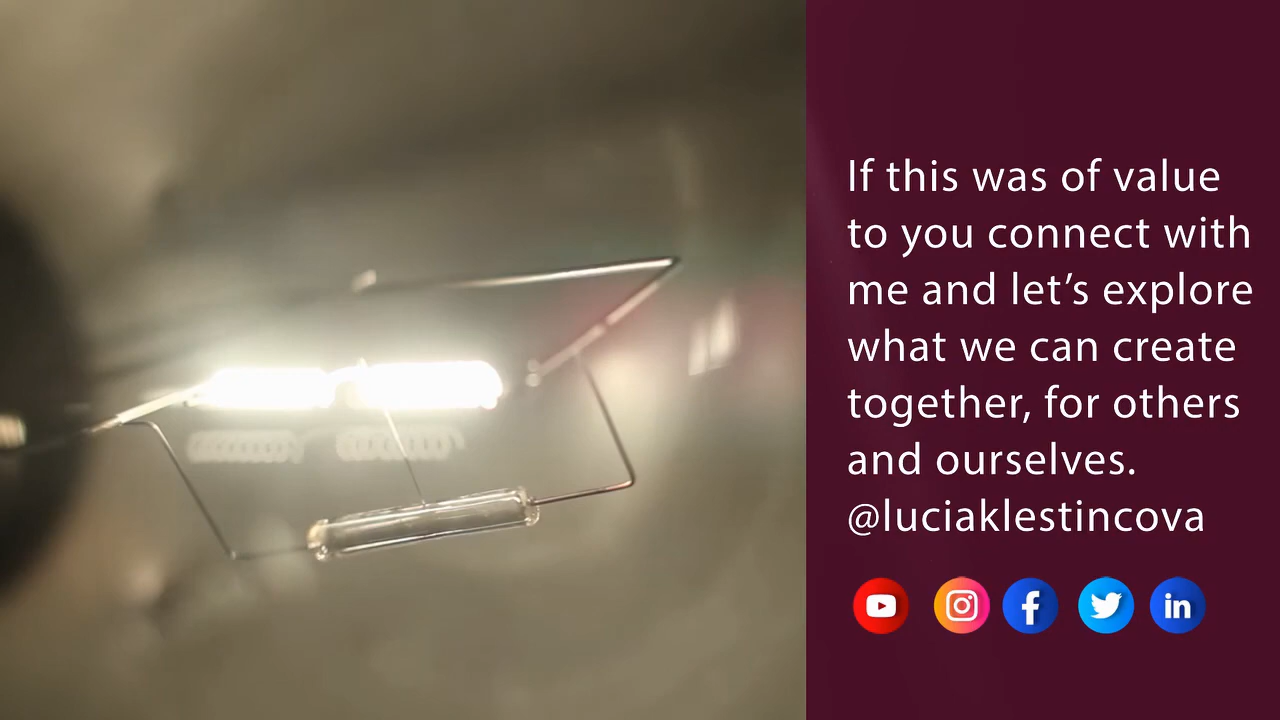 If this was of value
to you connect with
me and let’s explore
what we can create
together, for others
and ourselves.
@luciaklestincova
in